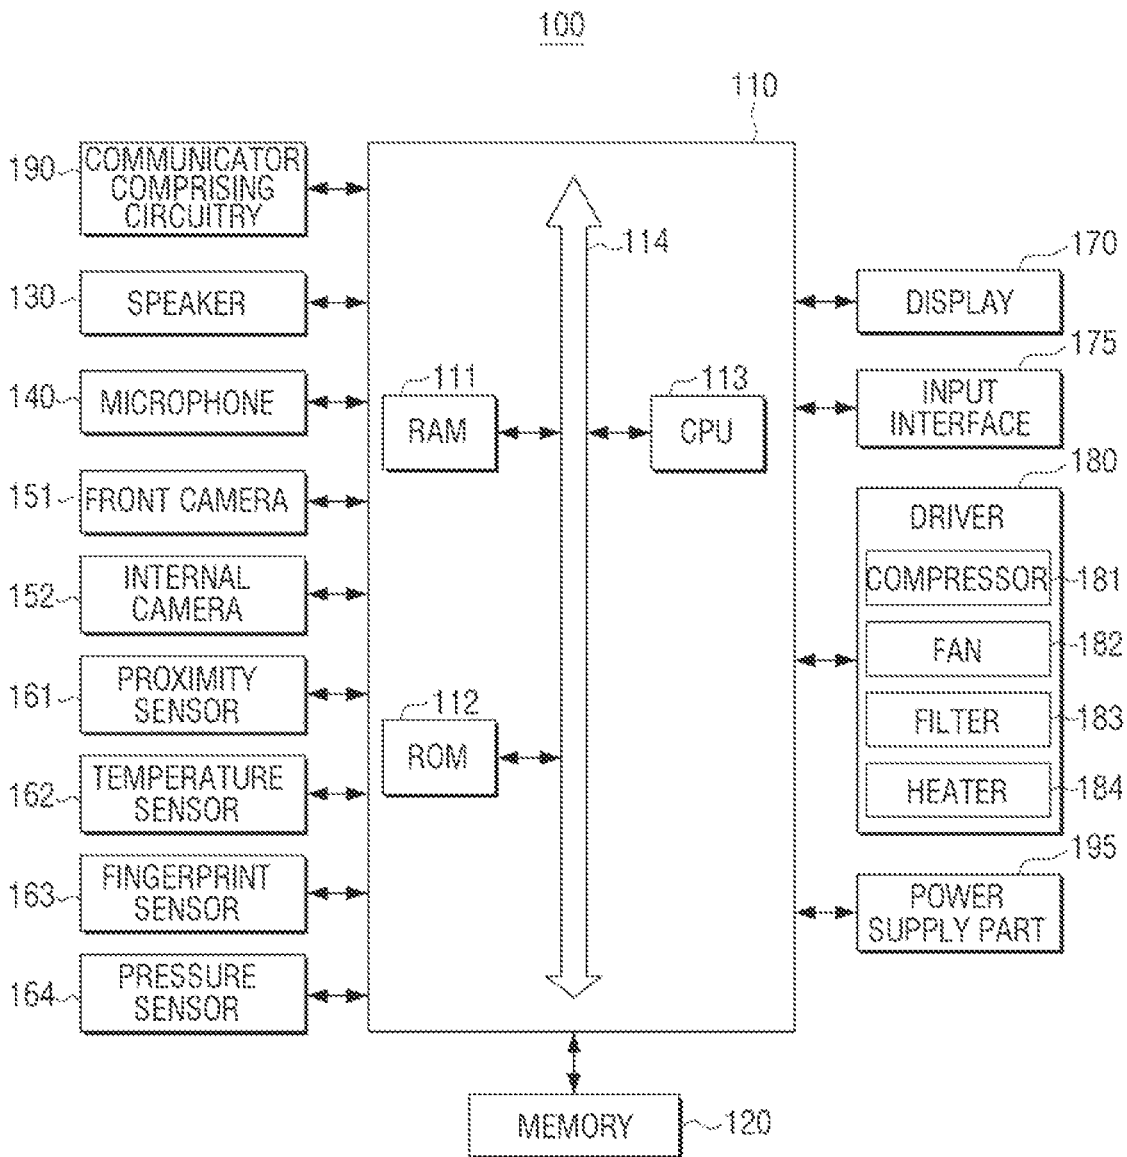 100
110
190
COMMUNICATOR
COMPRISING
CIRCUITRY
114
170
130
SPEAKER
DISPLAY
175
140
MICROPHONE
111
RAM
113
CPU
INPUT
INTERFACE
151
FRONT CAMERA
180
DRIVER
COMPRESSOR
181
152
INTERNAL
CAMERA
FAN
182
161
PROXIMITY
SENSOR
112
ROM
FILTER
183
162
TEMPERATURE
SENSOR
HEATER
184
195
163
FINGERPRINT
SENSOR
POWER
SUPPLY PART
164
PRESSURE
SENSOR
MEMORY
120